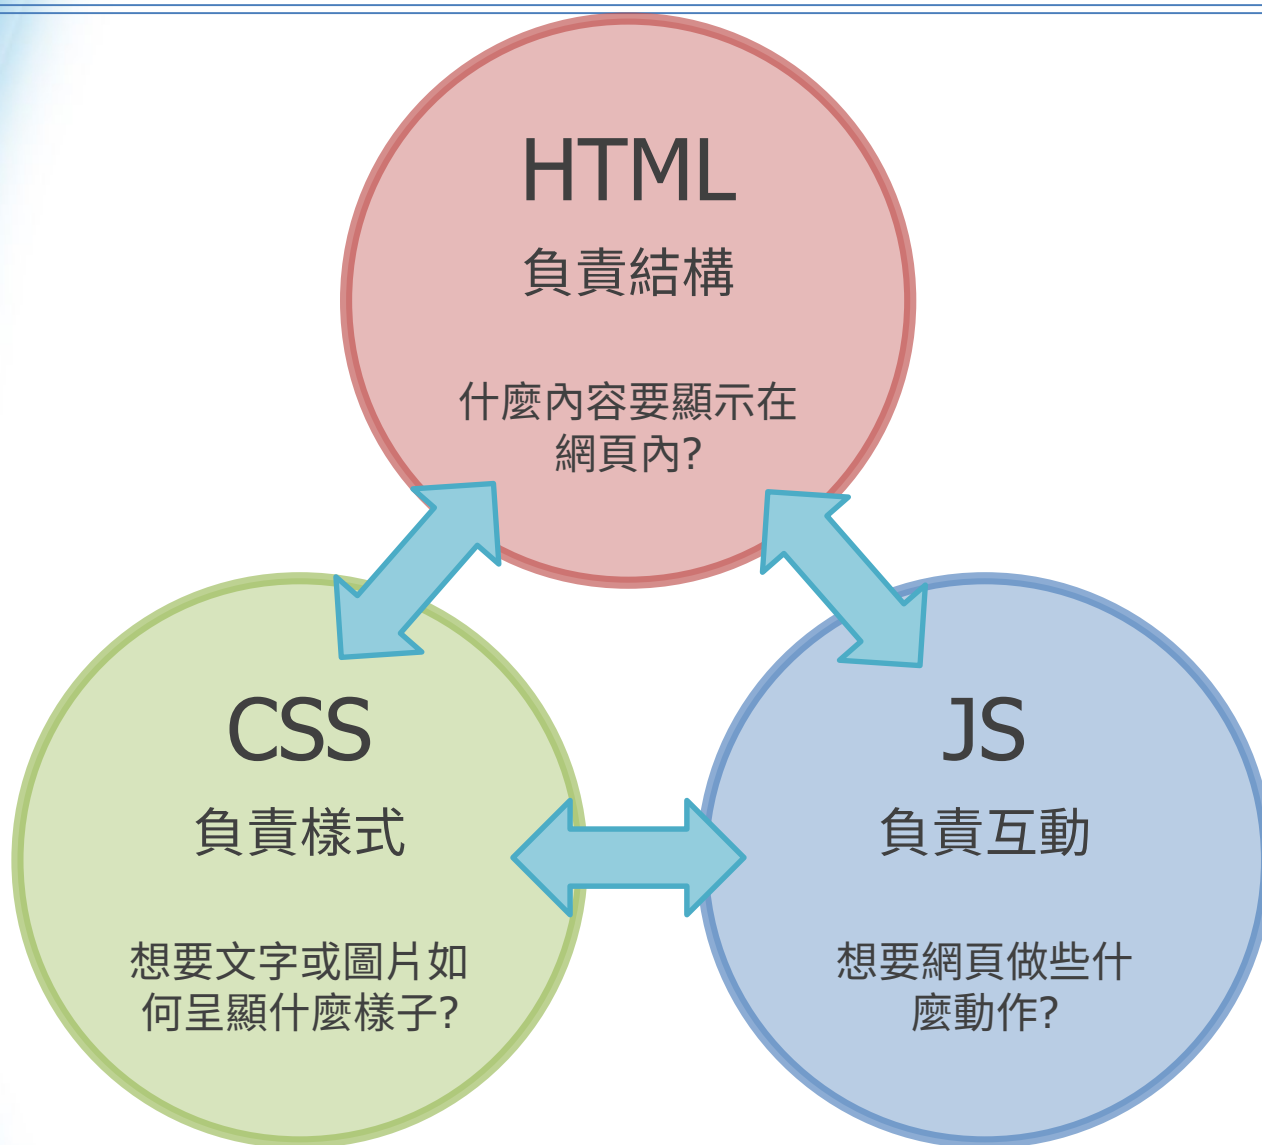 HTML
負責結構
什麼內容要顯示在
網頁內?
CSS
負責樣式
想要文字或圖片如
何呈顯什麼樣子?
JS
負責互動
想要網頁做些什
麼動作?